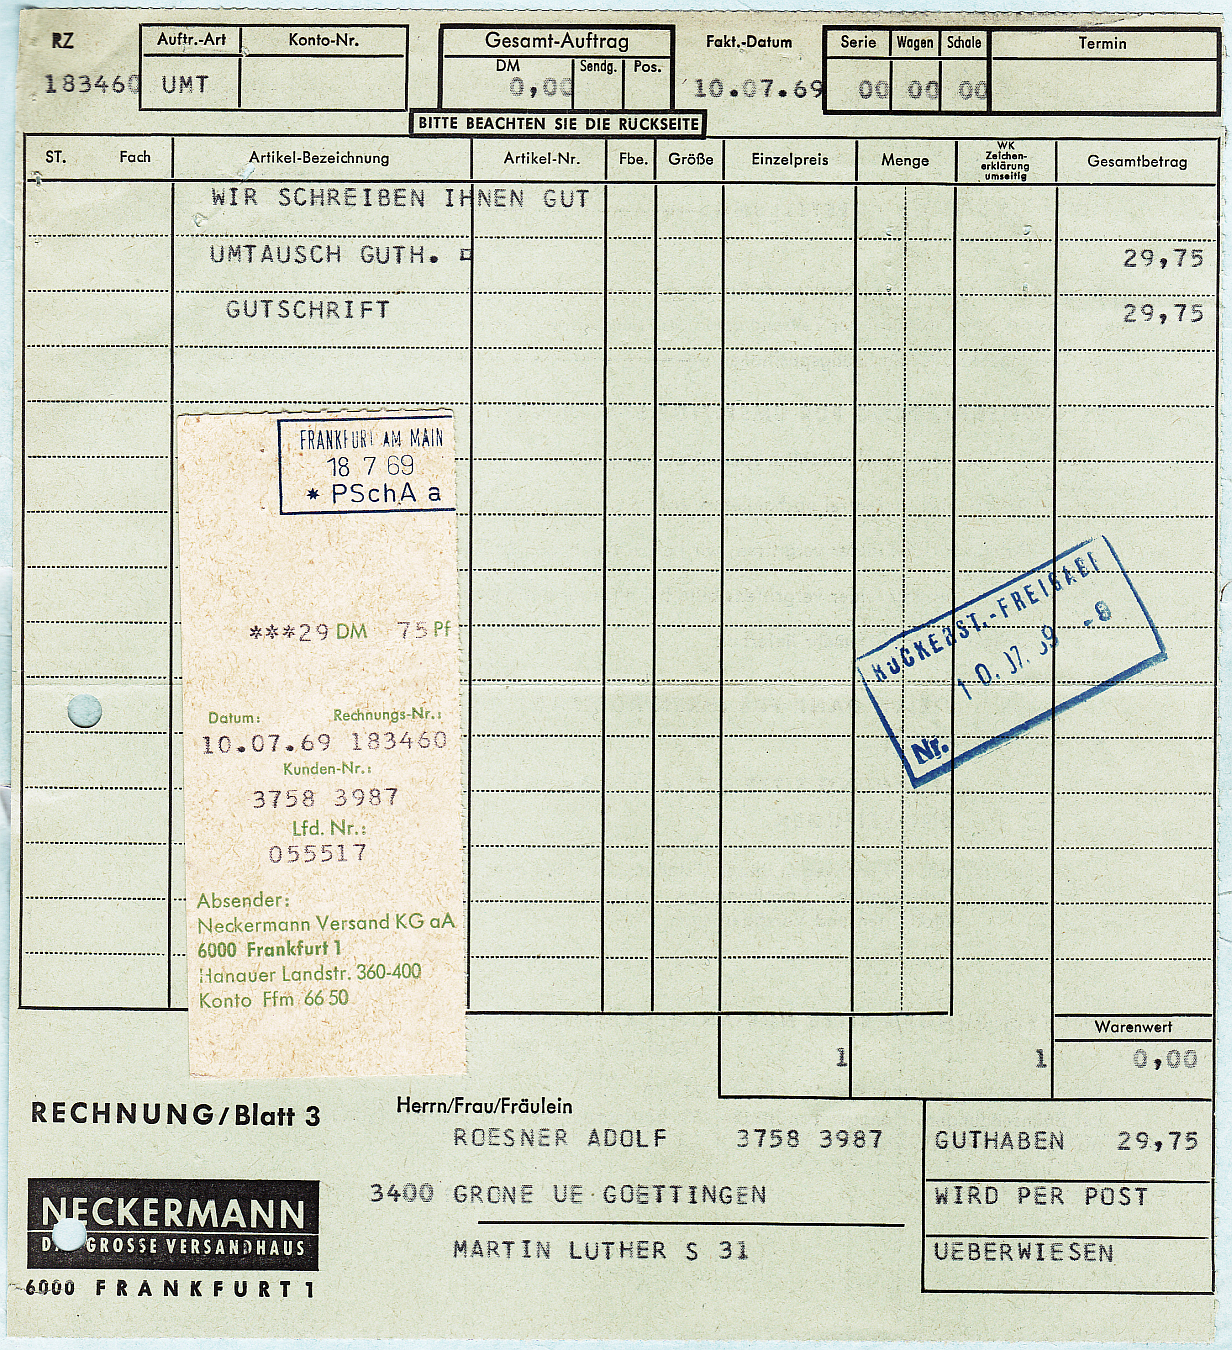 RZ Auftr.-Art Konto-Nr. Gesamt-Auftrag Fakt.-Datum Serie Wagen Schale Termin
DM Sendg. Pos.
183460 UMT 0,00 10.07.69 00 00 00
BITTE BEACHTEN SIE DIE RÜCKSEITE
ST. Fach Artikel-Bezeichnung Artikel-Nr. Fbe. Größe Einzelpreis Menge WK Zeichen-erklärung umseitig Gesamtbetrag
WIR SCHREIBEN IHNEN GUT
UMTAUSCH GUTH. 29,75
GUTSCHRIFT 29,75
FRANKFURT AM MAIN
18 7 69
* PSchA a
RÜCKERST.-FREIGABE
10.07.69 -8
Nr.
***29 DM 75 Pf
Datum: Rechnungs-Nr.:
10.07.69 183460
Kunden-Nr.:
3758 3987
Lfd. Nr.:
055517
Absender:
Neckermann Versand KG aA
6000 Frankfurt 1
Hanauer Landstr. 360-400
Konto Ffm 66 50
Warenwert
1 1 0,00
RECHNUNG/Blatt 3
Herrn/Frau/Fräulein
ROESNER ADOLF 3758 3987
GUTHABEN 29,75
3400 GRONE UE GOETTINGEN
WIRD PER POST
MARTIN LUTHER S 31
UEBERWIESEN
NECKERMANN
DAS GROSSE VERSANDHAUS
6000 FRANKFURT 1